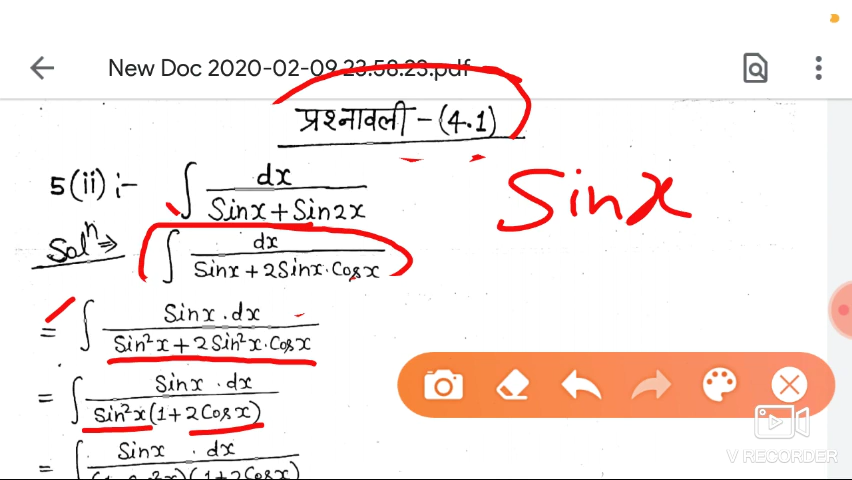 New Doc 2020-02-09 23.58.23.pdf
प्रश्नावली - (4.1)
5(ii) :- ∫ dx / (Sinx + Sin2x)
Sinx
Solⁿ ⇒ ∫ dx / (Sinx + 2Sinx·Cosx)
= ∫ Sinx·dx / (Sin²x + 2Sin²x·Cosx)
= ∫ Sinx·dx / (Sin²x(1+2Cosx))
= ∫ Sinx·dx
V RECORDER